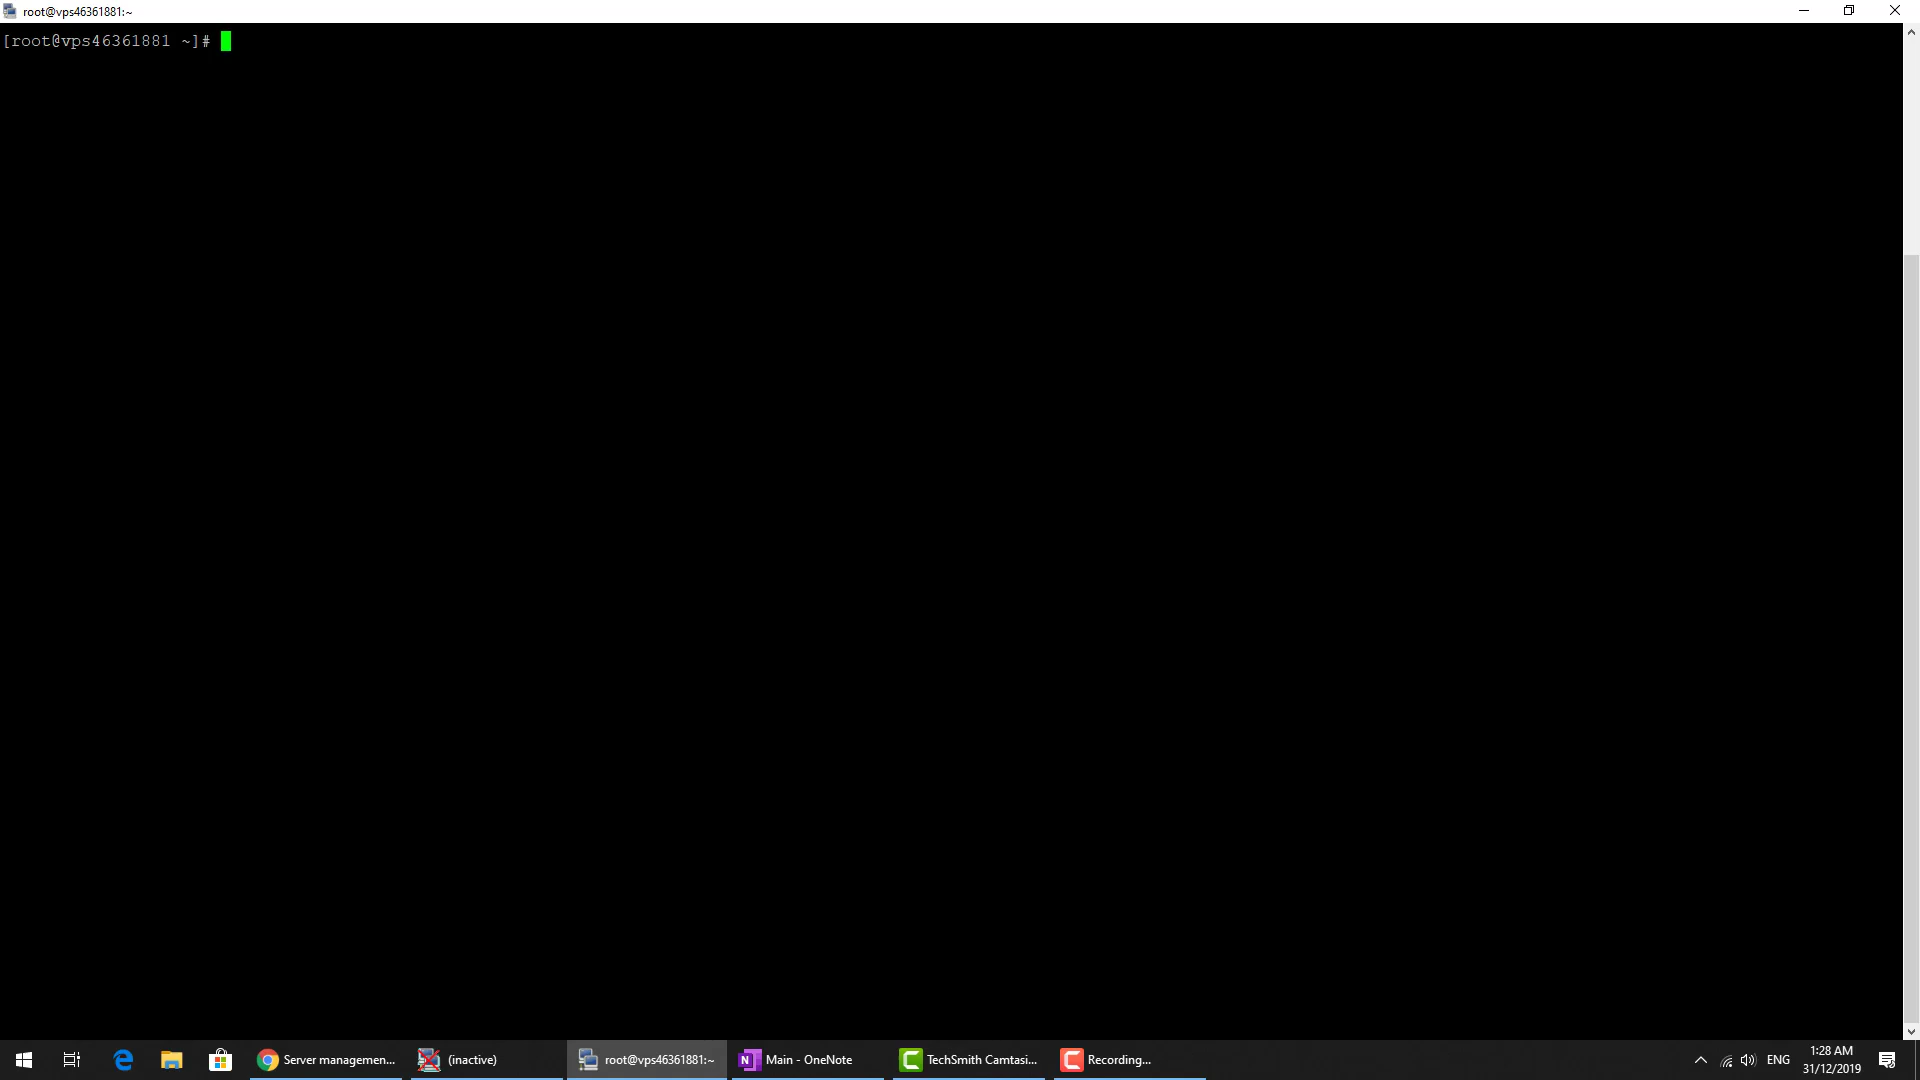 root@vps46361881:~
[root@vps46361881 ~]#
Server managemen...
(inactive)
root@vps46361881:~
Main - OneNote
TechSmith Camtasi...
Recording...
ENG
1:28 AM
31/12/2019